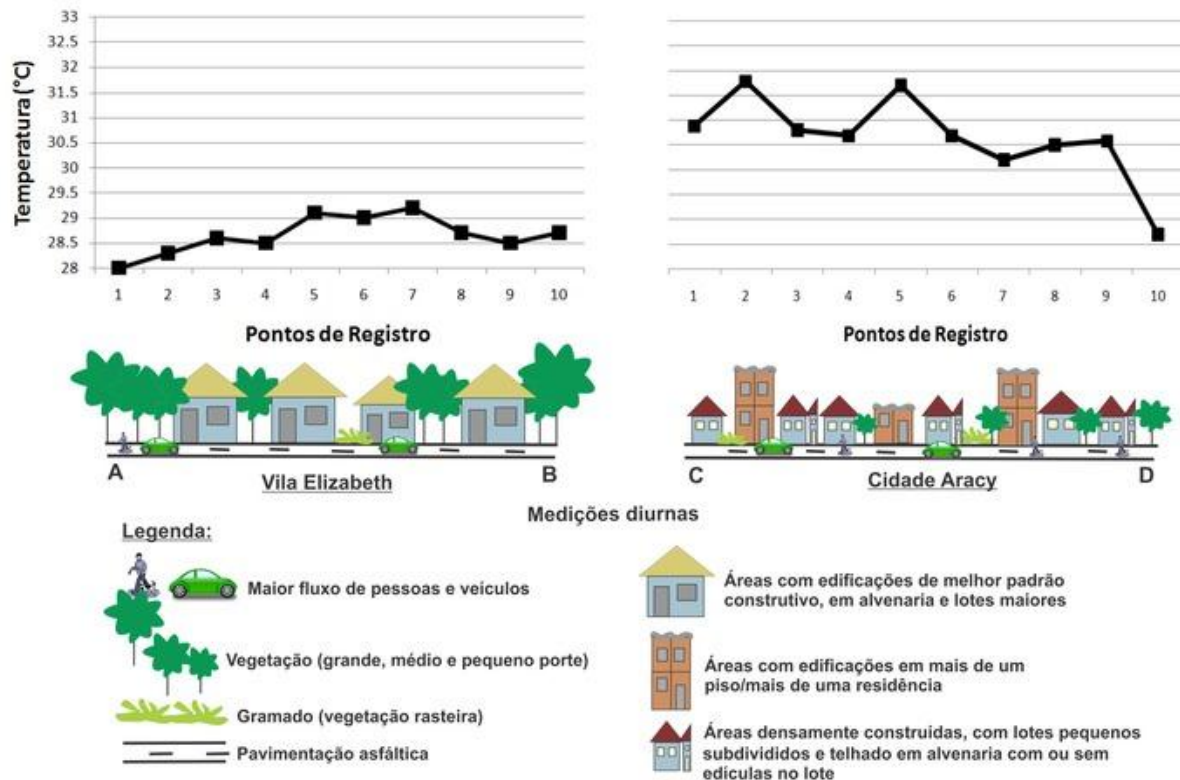 Temperatura (°C)
33
32.5
32
31.5
31
30.5
30
29.5
29
28.5
28
1 2 3 4 5 6 7 8 9 10
Pontos de Registro
1 2 3 4 5 6 7 8 9 10
Pontos de Registro
A
Vila Elizabeth
B
C
Cidade Aracy
D
Medições diurnas
Legenda:
Maior fluxo de pessoas e veículos
Vegetação (grande, médio e pequeno porte)
Gramado (vegetação rasteira)
Pavimentação asfáltica
Áreas com edificações de melhor padrão
construtivo, em alvenaria e lotes maiores
Áreas com edificações em mais de um
piso/mais de uma residência
Áreas densamente construídas, com lotes pequenos
subdivididos e telhado em alvenaria com ou sem
edículas no lote